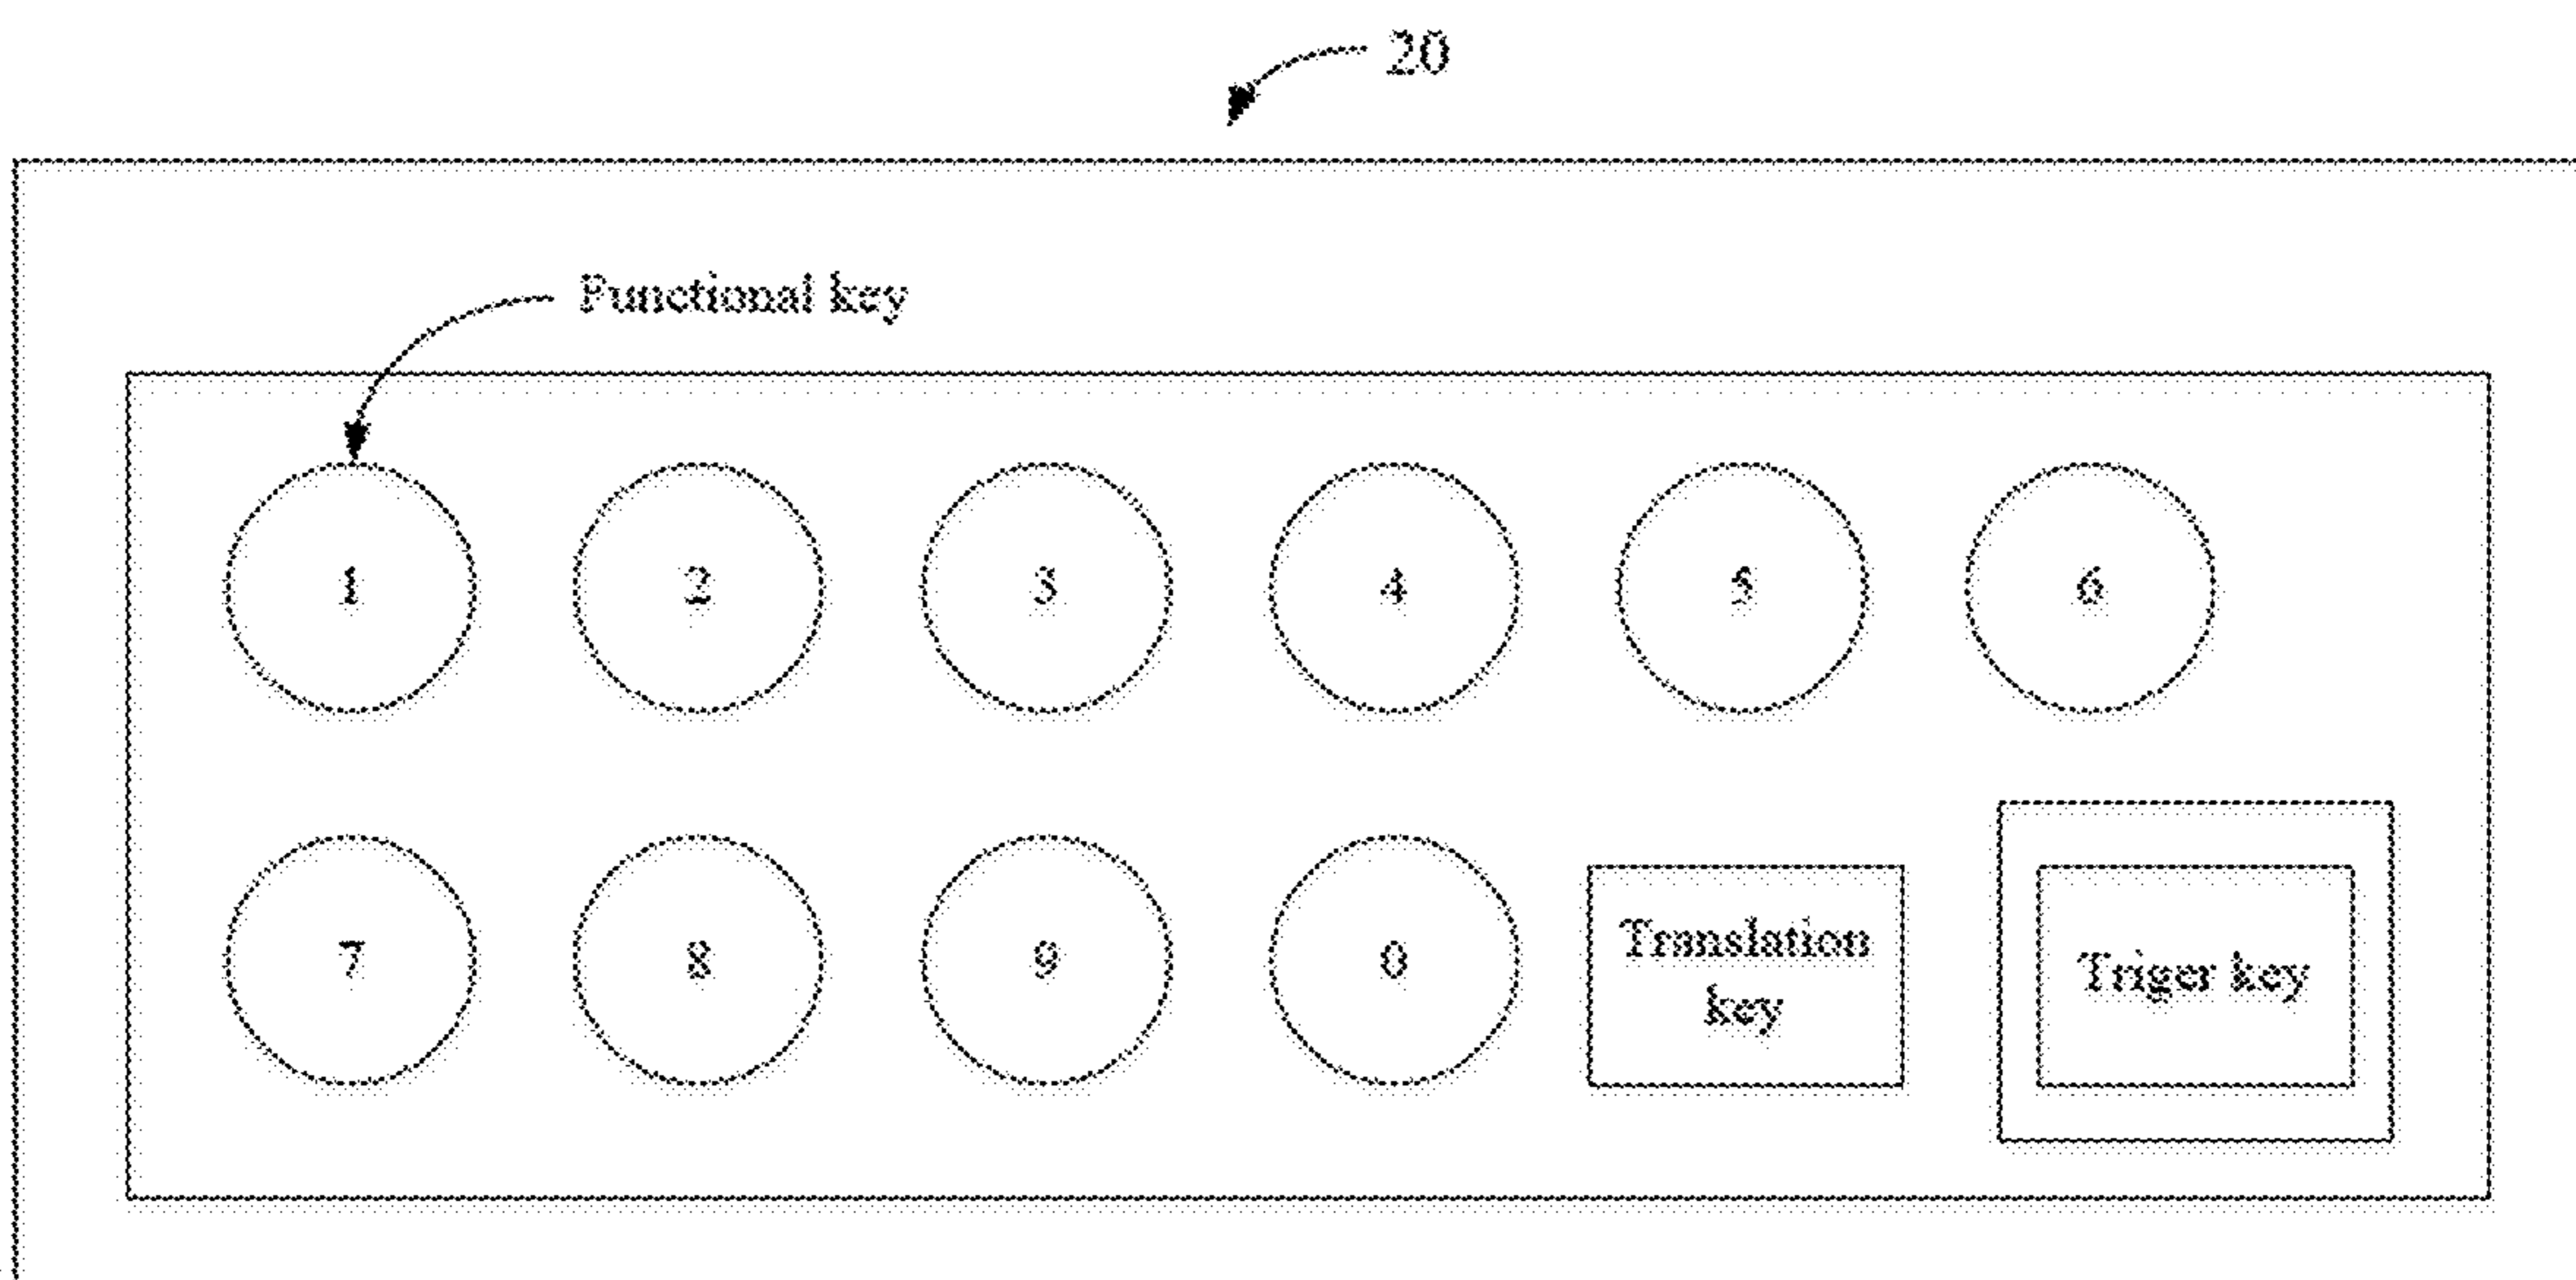 20
Functional key
1 2 3 4 5 6
7 8 9 0
Translation
key
Triger key